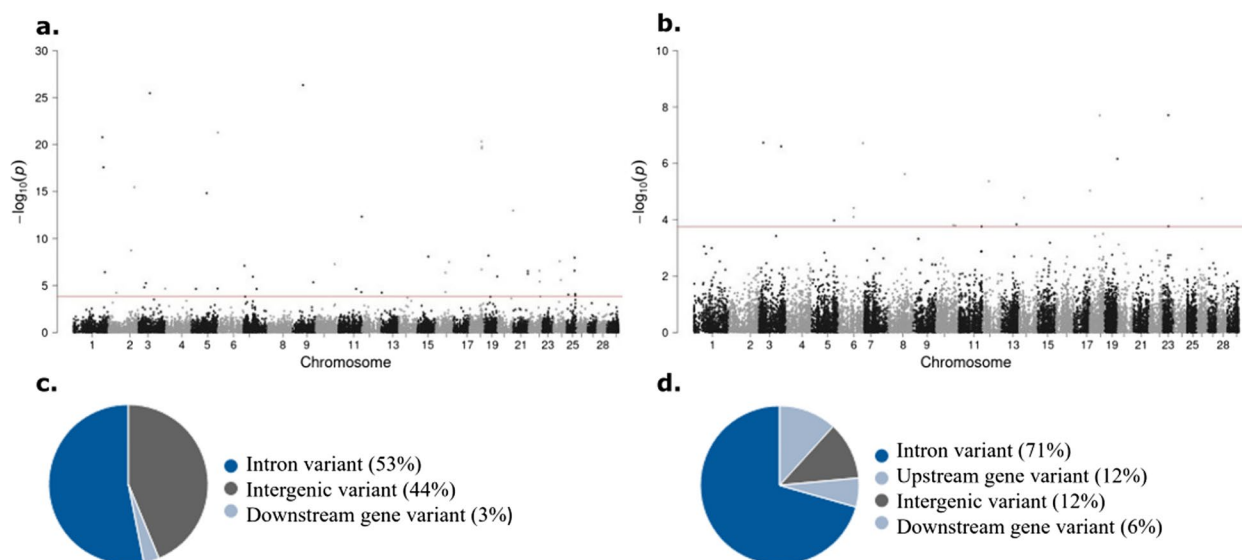 a.
30
25
20
15
10
5
0
−log10(p)
1 2 3 4 5 6 8 9 10 11 13 15 16 18 19 21 23 25 28
Chromosome
b.
10
8
6
4
2
0
−log10(p)
1 2 3 5 6 7 8 9 11 13 15 17 19 21 23 25 28
Chromosome
c.
Intron variant (53%)
Intergenic variant (44%)
Downstream gene variant (3%)
d.
Intron variant (71%)
Upstream gene variant (12%)
Intergenic variant (12%)
Downstream gene variant (6%)